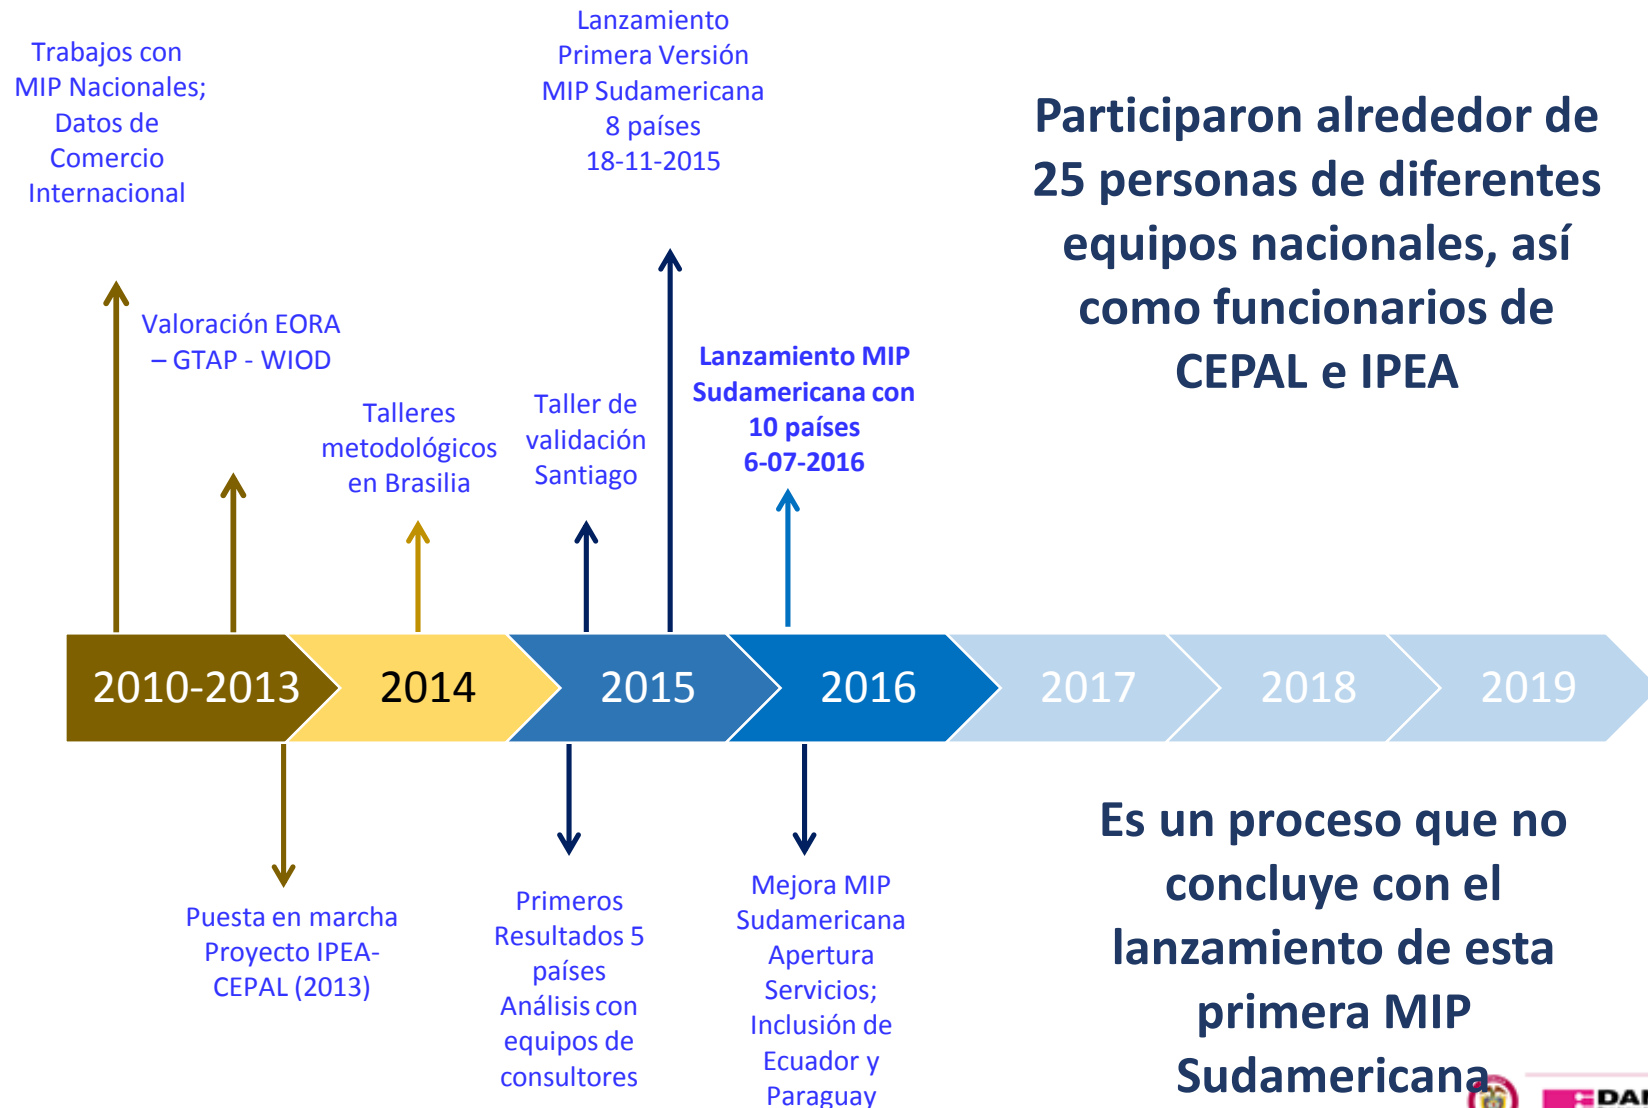 Trabajos con
MIP Nacionales;
Datos de
Comercio
Internacional
Lanzamiento
Primera Versión
MIP Sudamericana
8 países
18-11-2015
Participaron alrededor de
25 personas de diferentes
equipos nacionales, así
como funcionarios de
CEPAL e IPEA
Valoración EORA
– GTAP - WIOD
Talleres
metodológicos
en Brasilia
Taller de
validación
Santiago
Lanzamiento MIP
Sudamericana con
10 países
6-07-2016
2010-2013
2014
2015
2016
2017
2018
2019
Puesta en marcha
Proyecto IPEA-
CEPAL (2013)
Primeros
Resultados 5
países
Análisis con
equipos de
consultores
Mejora MIP
Sudamericana
Apertura
Servicios;
Inclusión de
Ecuador y
Paraguay
Es un proceso que no
concluye con el
lanzamiento de esta
primera MIP
Sudamericana